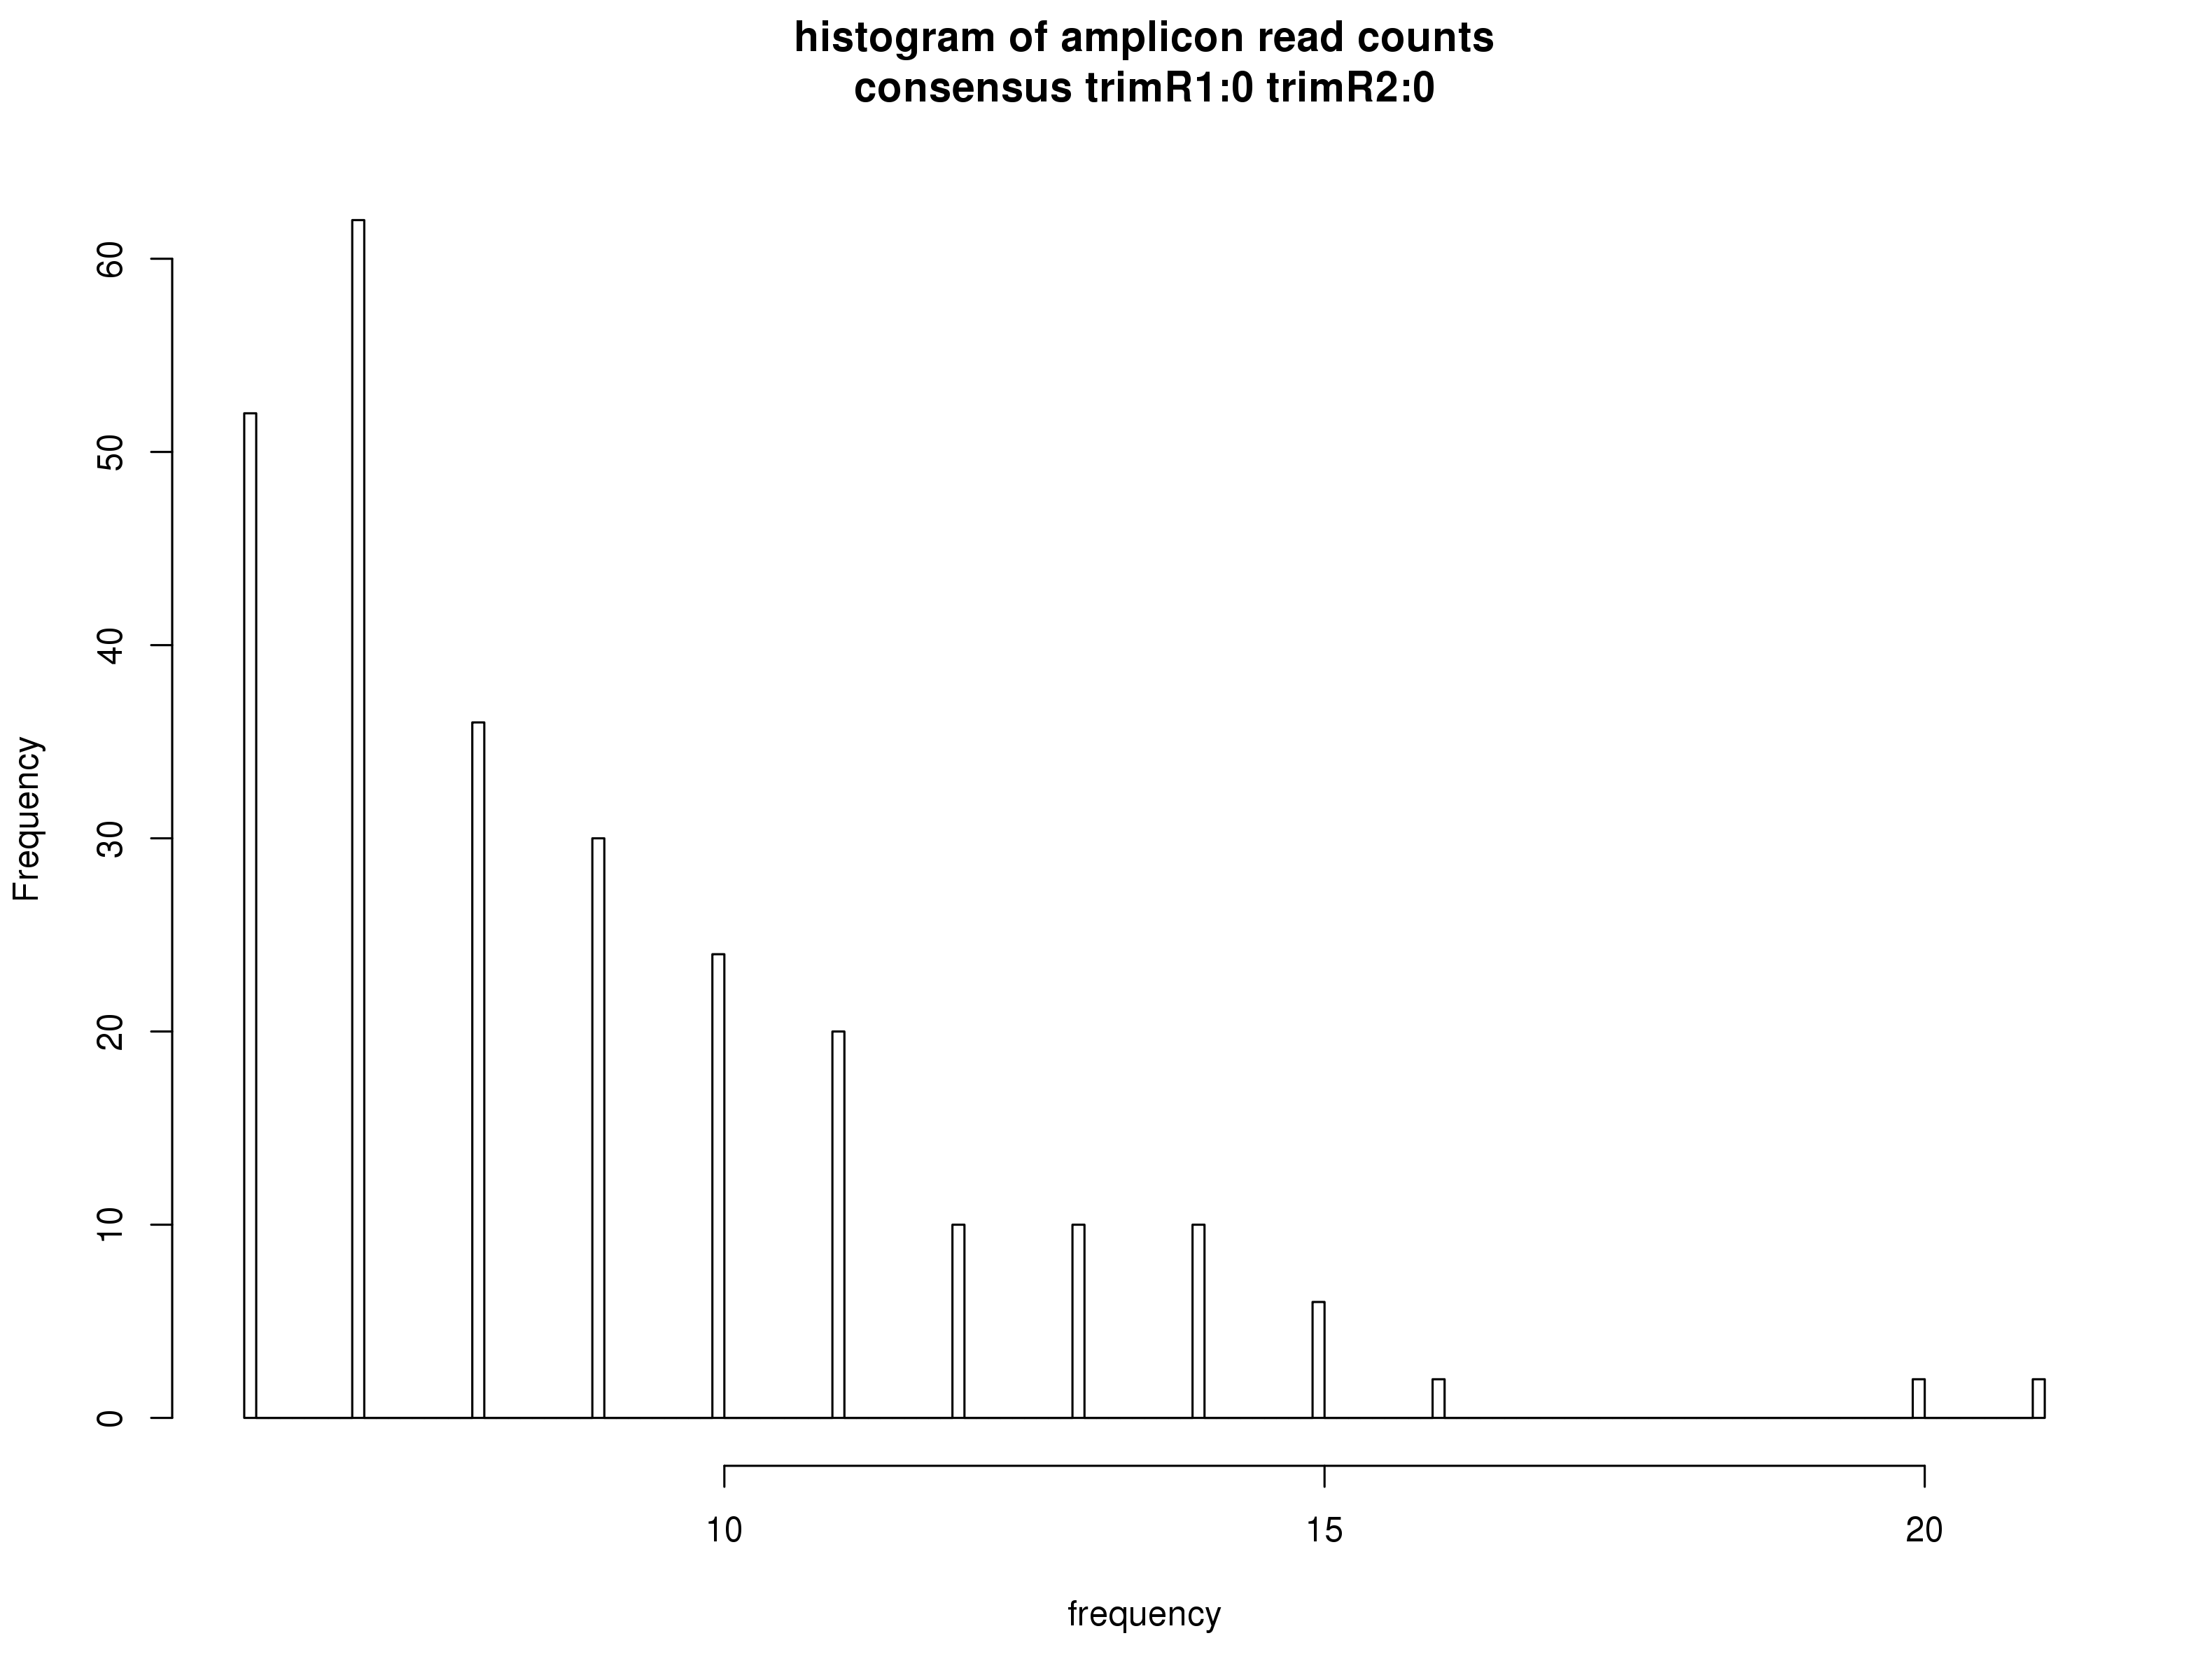 histogram of amplicon read counts
consensus trimR1:0 trimR2:0
Frequency
60
50
40
30
20
10
0
10 15 20
frequency